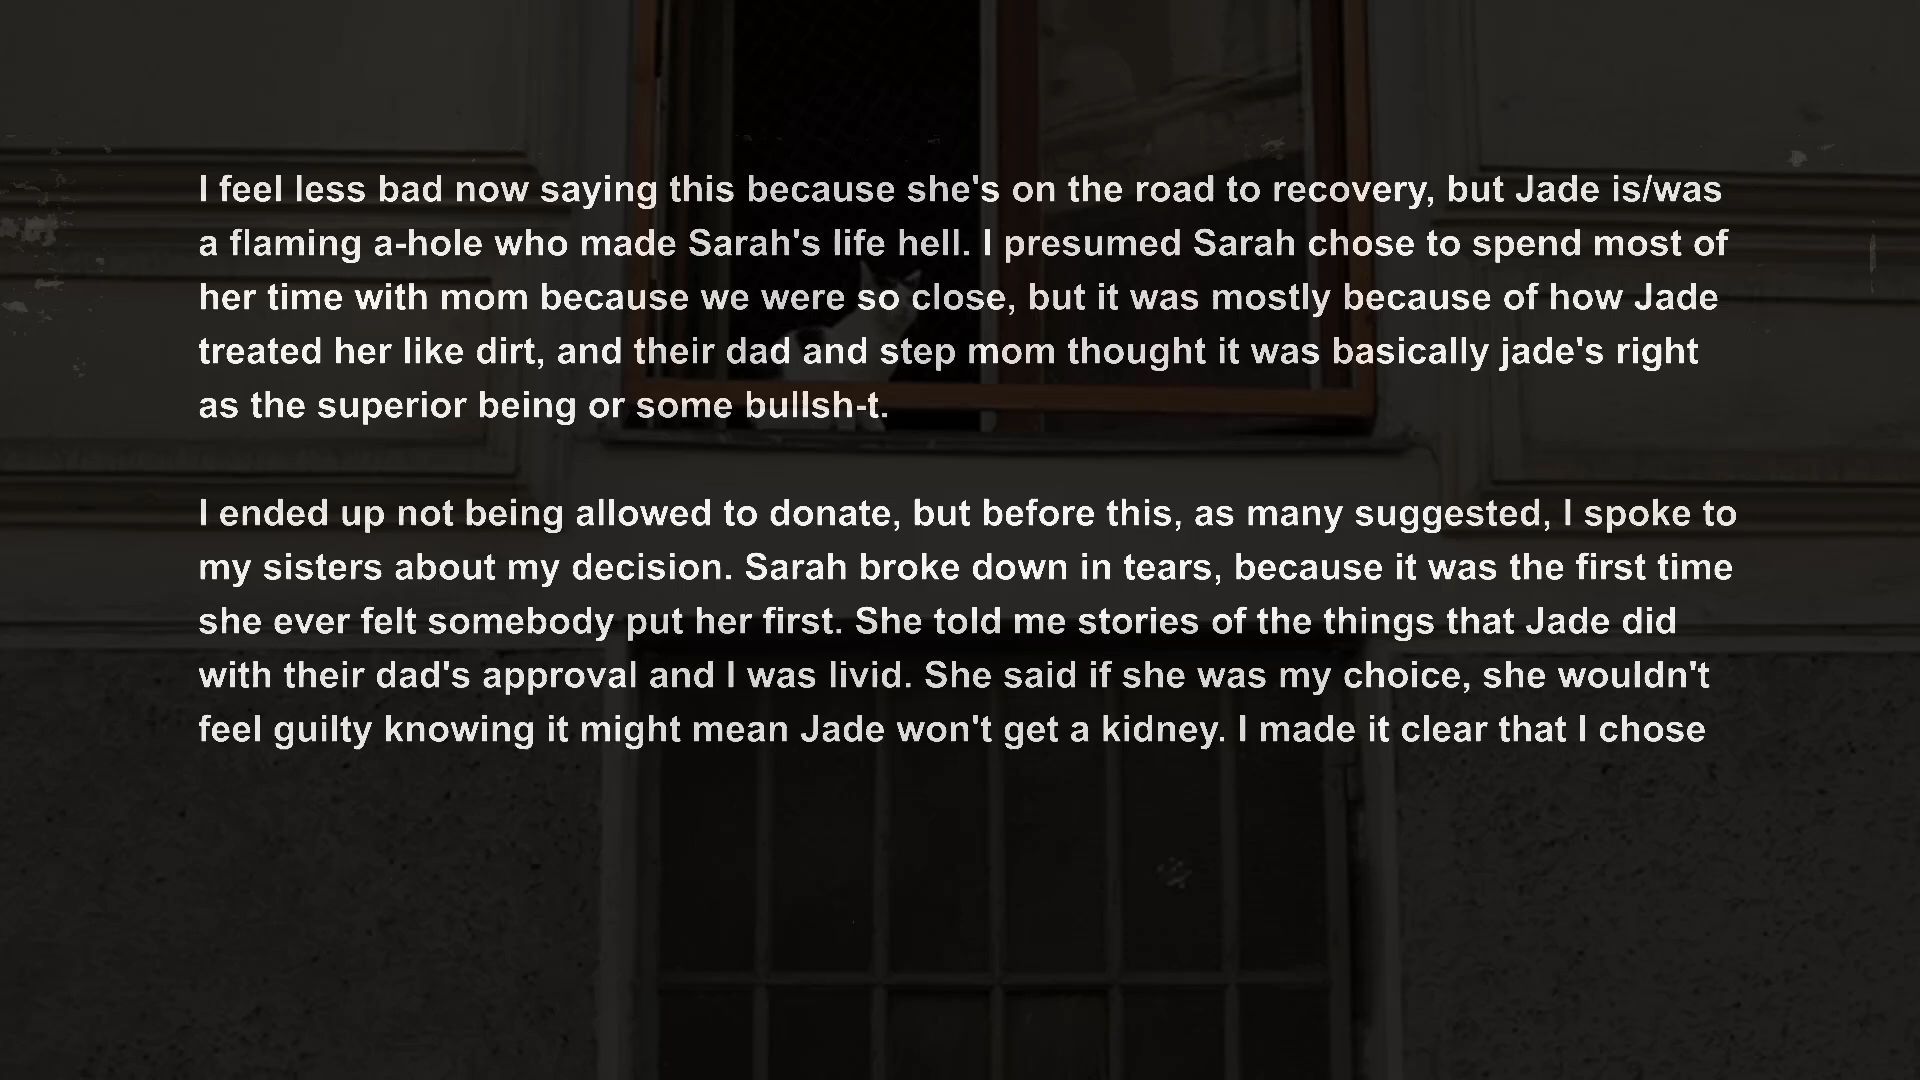 I feel less bad now saying this because she's on the road to recovery, but Jade is/was
a flaming a-hole who made Sarah's life hell. I presumed Sarah chose to spend most of
her time with mom because we were so close, but it was mostly because of how Jade
treated her like dirt, and their dad and step mom thought it was basically jade's right
as the superior being or some bullsh-t.
I ended up not being allowed to donate, but before this, as many suggested, I spoke to
my sisters about my decision. Sarah broke down in tears, because it was the first time
she ever felt somebody put her first. She told me stories of the things that Jade did
with their dad's approval and I was livid. She said if she was my choice, she wouldn't
feel guilty knowing it might mean Jade won't get a kidney. I made it clear that I chose